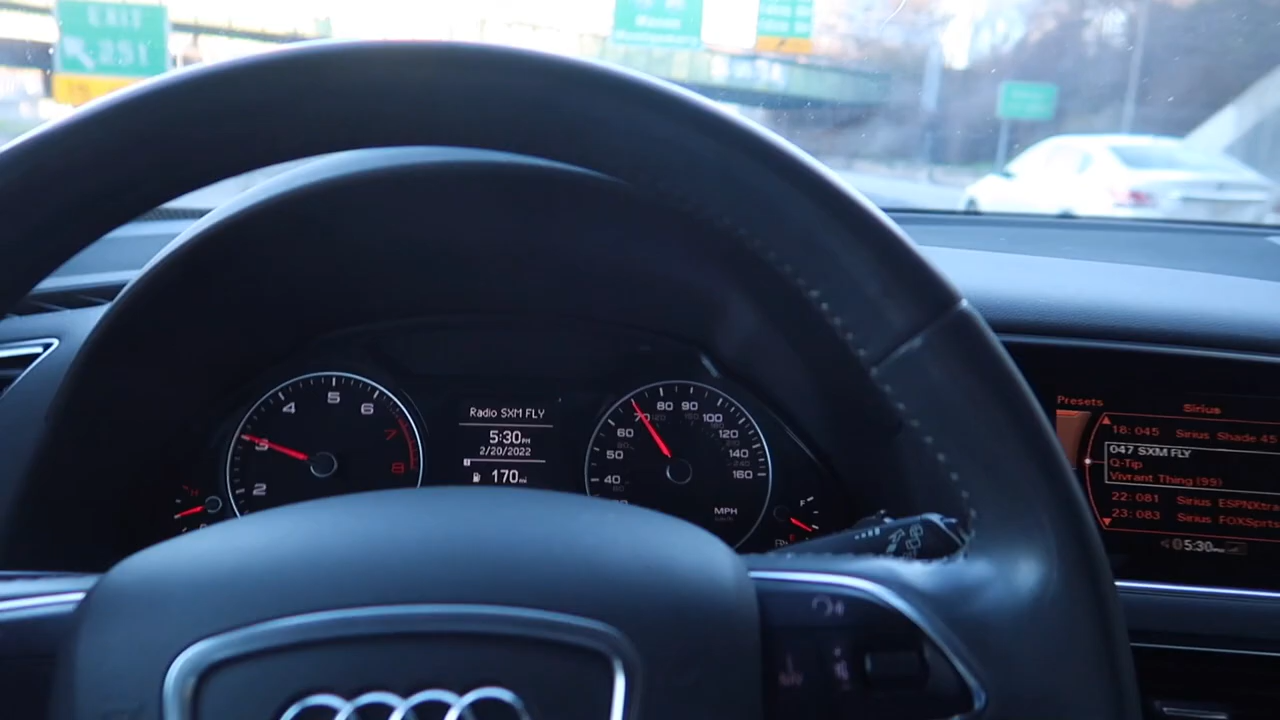 EXIT
251
Radio SXM FLY
5:30PM
2/20/2022
170mi
2
3
4
5
6
7
8
40
50
60
70
80
90
100
120
140
160
MPH
F
H
Presets
Sirius
18: 045 Sirius Shade 45
047 SXM FLY
Q-Tip
Vivrant Thing (99)
22: 081 Sirius ESPNXtra
23: 083 Sirius FOXSprts
05:30